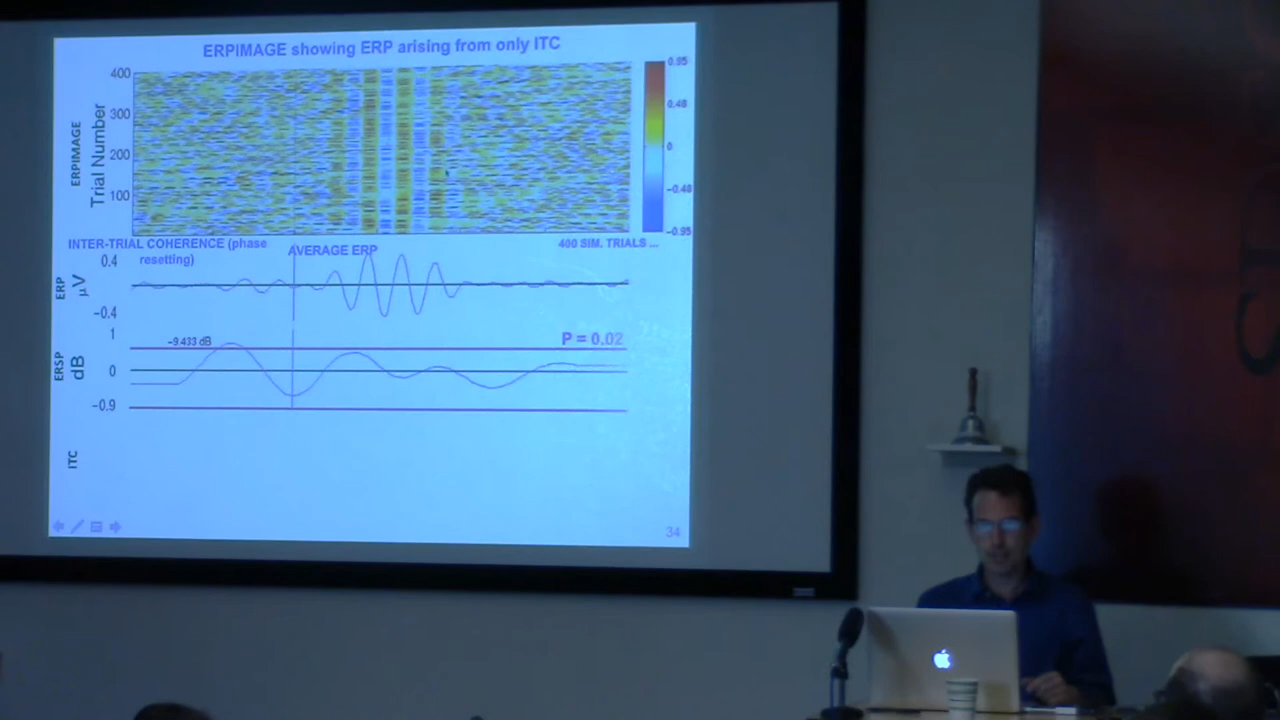 ERPIMAGE showing ERP arising from only ITC
ERPIMAGE
Trial Number
400
300
200
100
0.95
0.48
0
-0.48
-0.95
INTER-TRIAL COHERENCE (phase
resetting)
AVERAGE ERP
400 SIM. TRIALS ...
ERP
μV
0.4
-0.4
ERSP
dB
1
0
-0.9
-9.433 dB
P = 0.02
ITC
34